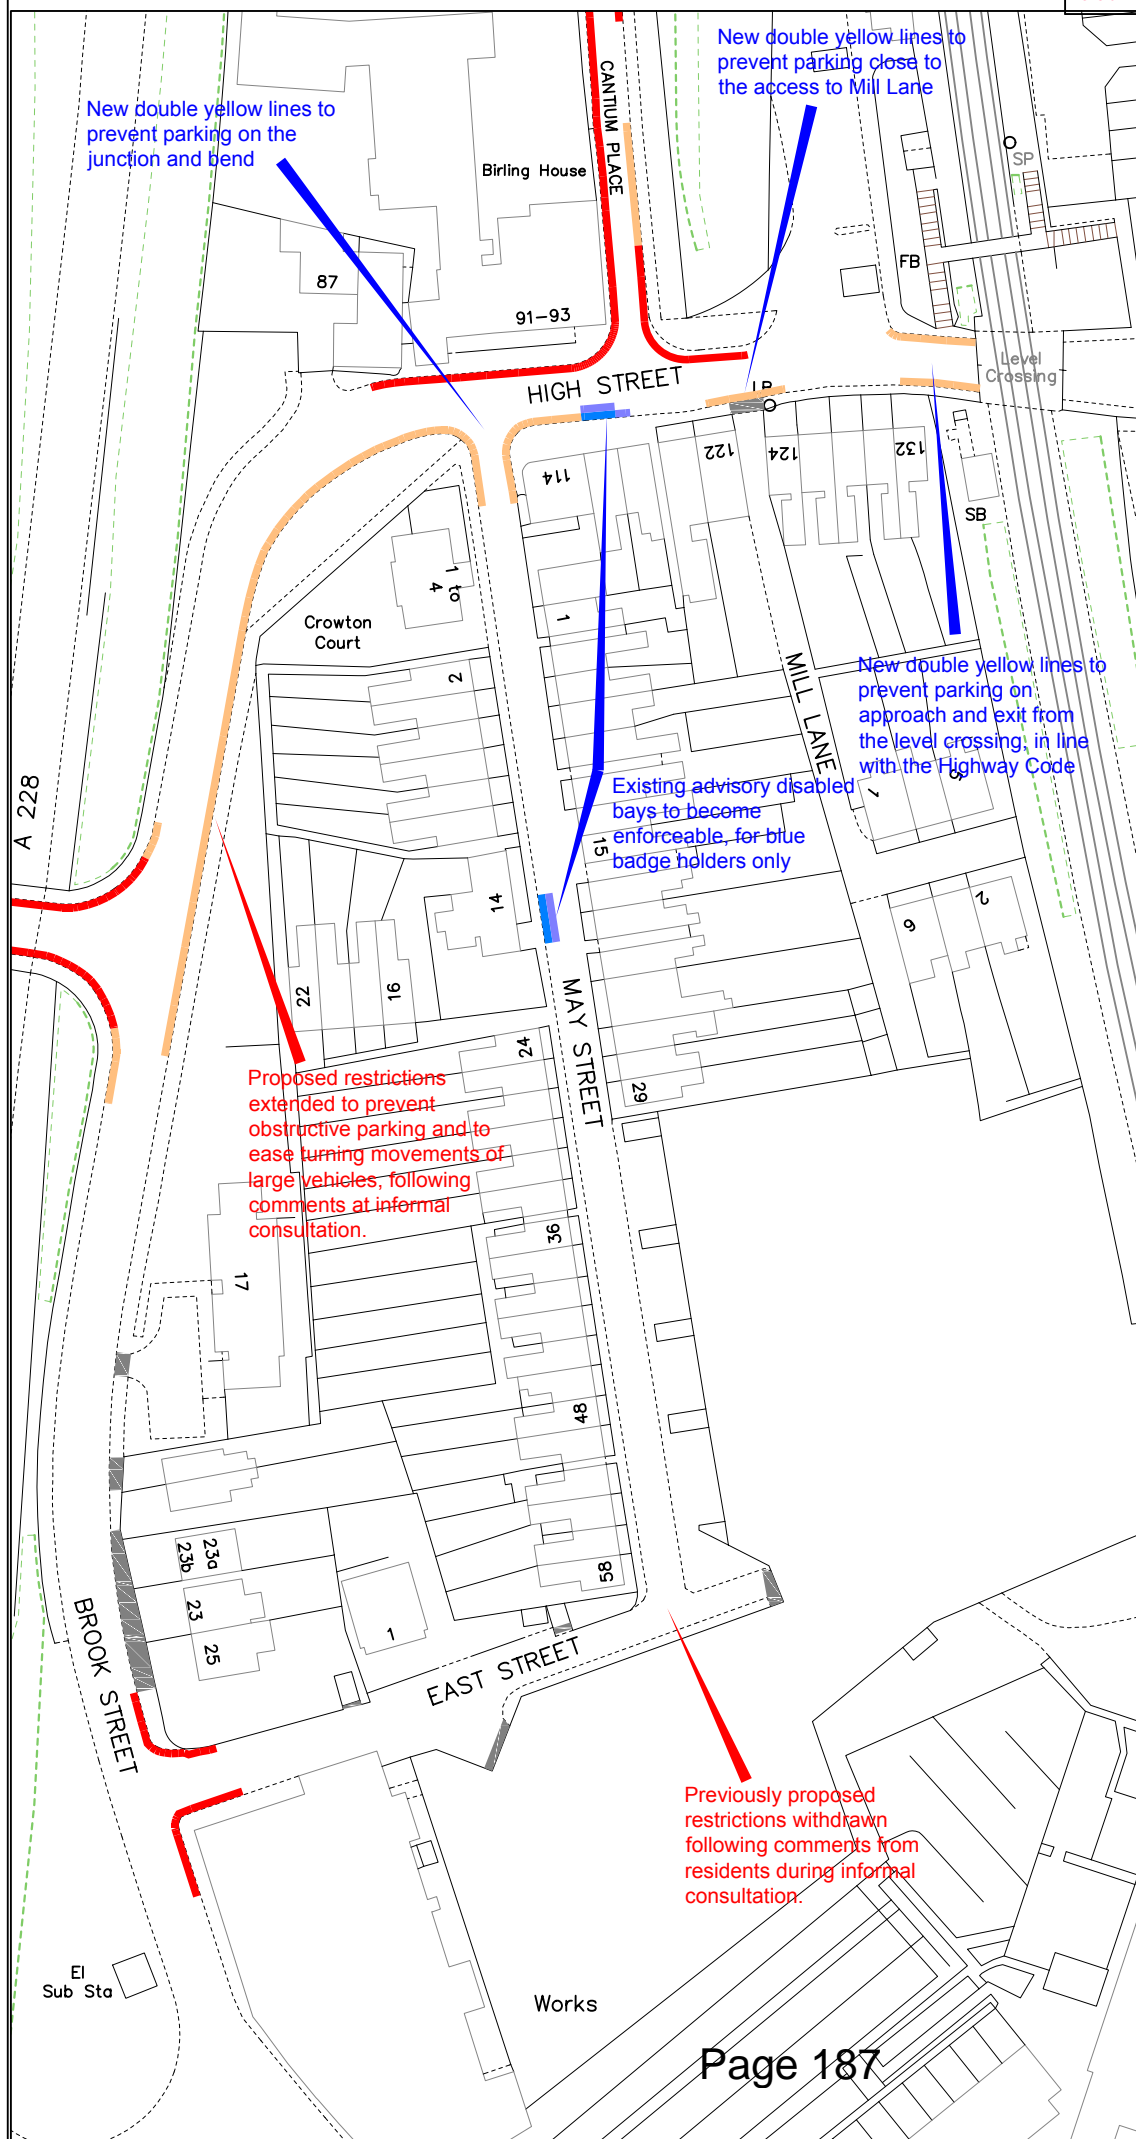 New double yellow lines to
prevent parking close to
the access to Mill Lane
New double yellow lines to
prevent parking on the
junction and bend
CANTIUM PLACE
Birling House
SP
FB
87
91-93
HIGH STREET
LB
Level
Crossing
114
122
124
132
SB
1 to
4
Crowton
Court
1
2
MILL LANE
New double yellow lines to
prevent parking on
approach and exit from
the level crossing, in line
with the Highway Code
A 228
Existing advisory disabled
bays to become
enforceable, for blue
badge holders only
1
5
15
14
6
2
22
16
MAY STREET
24
29
Proposed restrictions
extended to prevent
obstructive parking and to
ease turning movements of
large vehicles, following
comments at informal
consultation.
36
17
48
23b
23a
58
23
25
1
BROOK STREET
EAST STREET
Previously proposed
restrictions withdrawn
following comments from
residents during informal
consultation.
El
Sub Sta
Works
Page 187